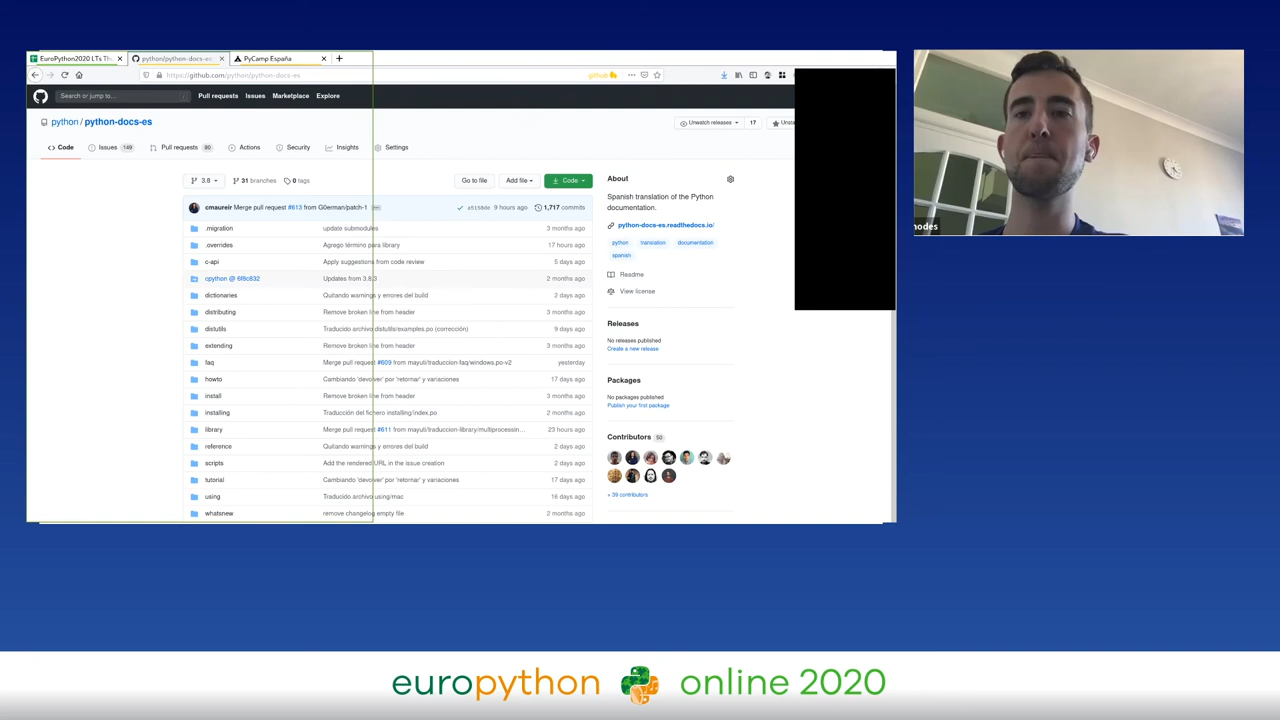 EuroPython2020 LTs Th
python/python-docs-es
PyCamp España
https://github.com/python/python-docs-es
github
Search or jump to...
/
Pull requests
Issues
Marketplace
Explore
python / python-docs-es
Unwatch releases
17
Unsta
Code
Issues 149
Pull requests 90
Actions
Security
Insights
Settings
3.8
31 branches
0 tags
Go to file
Add file
Code
cmaureir Merge pull request #613 from G0erman/patch-1
9 hours ago
1,717 commits
.migration update submodules 3 months ago
.overrides Agrego término para library 17 hours ago
c-api Apply suggestions from code review 5 days ago
cpython @ 6f8c832 Updates from 3.8.3 2 months ago
dictionaries Quitando warnings y errores del build 2 days ago
distributing Remove broken line from header 3 months ago
distutils Traducido archivo distutils/examples.po (corrección) 9 days ago
extending Remove broken line from header 3 months ago
faq Merge pull request #609 from mayuti/traduccion-faq/windows.po-v2 yesterday
howto Cambiando 'devolver' por 'retornar' y variaciones 17 days ago
install Remove broken line from header 3 months ago
installing Traducción del fichero installing/index.po 2 months ago
library Merge pull request #611 from mayuti/traduccion-library/multiprocessin... 23 hours ago
reference Quitando warnings y errores del build 2 days ago
scripts Add the rendered URL in the issue creation 2 days ago
tutorial Cambiando 'devolver' por 'retornar' y variaciones 17 days ago
using Traducido archivo using/mac 16 days ago
whatsnew remove changelog empty file 2 months ago
About
Spanish translation of the Python
documentation.
python-docs-es.readthedocs.io/
python translation documentation
spanish
Readme
View license
Releases
No releases published
Create a new release
Packages
No packages published
Publish your first package
Contributors 50
+ 39 contributors
nodes
europython online 2020